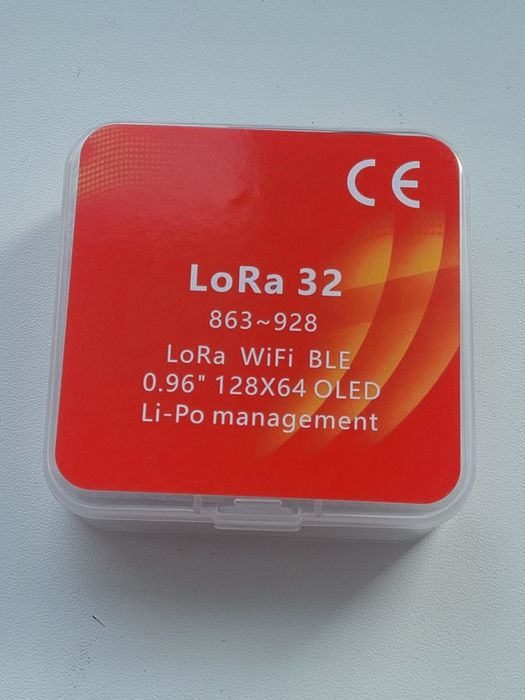 CE
LoRa 32
863~928
LoRa WiFi BLE
0.96" 128X64 OLED
Li-Po management